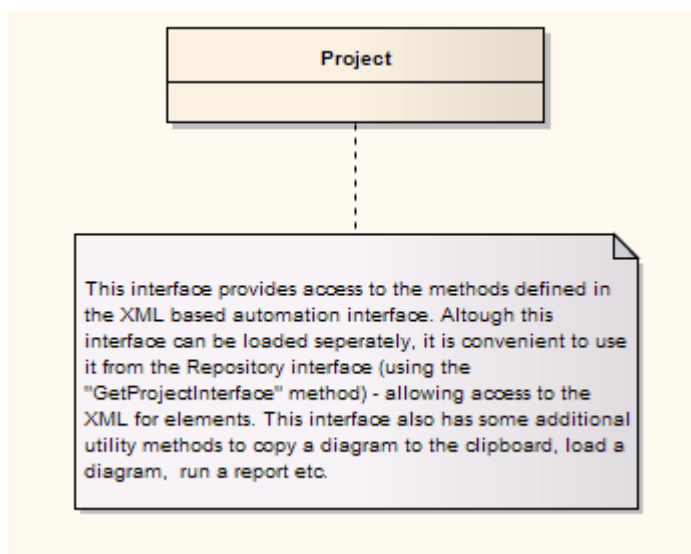 Project
This interface provides access to the methods defined in
the XML based automation interface. Altough this
interface can be loaded seperately, it is convenient to use
it from the Repository interface (using the
"GetProjectInterface" method) - allowing access to the
XML for elements. This interface also has some additional
utility methods to copy a diagram to the clipboard, load a
diagram,  run a report etc.